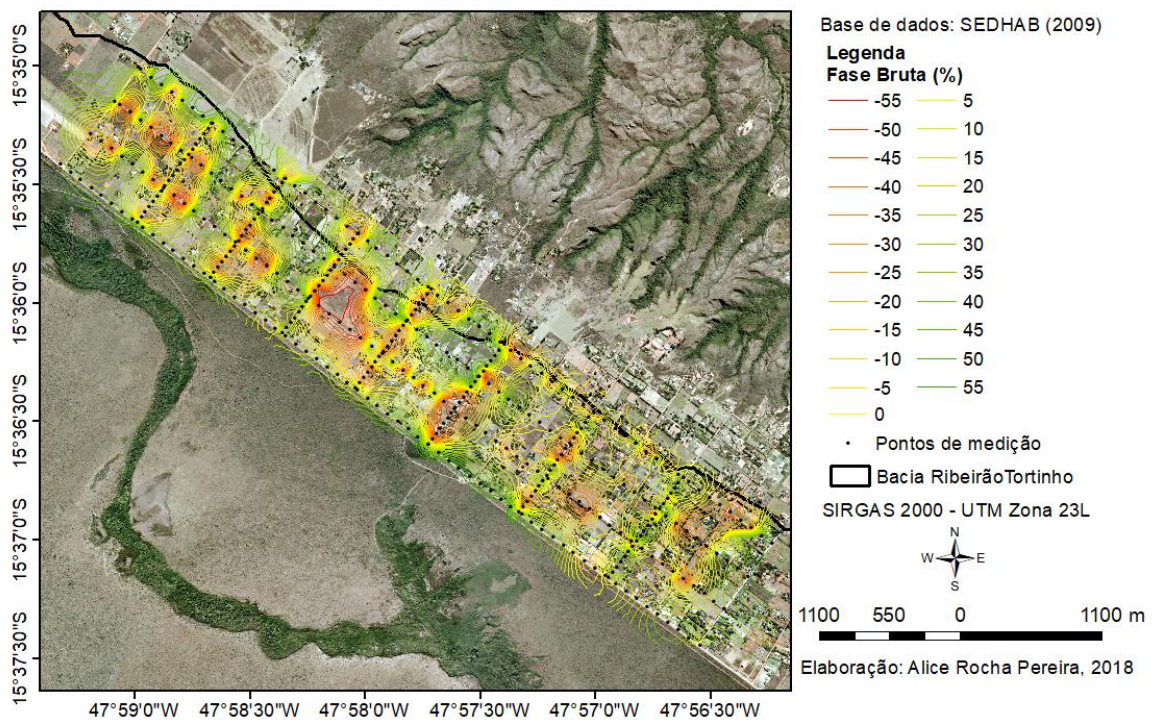 Base de dados: SEDHAB (2009)
Legenda
Fase Bruta (%)
-55 5
-50 10
-45 15
-40 20
-35 25
-30 30
-25 35
-20 40
-15 45
-10 50
-5 55
0
Pontos de medição
Bacia RibeirãoTortinho
SIRGAS 2000 - UTM Zona 23L
N
W E
S
1100 550 0 1100 m
Elaboração: Alice Rocha Pereira, 2018
15°35'0"S
15°35'30"S
15°36'0"S
15°36'30"S
15°37'0"S
15°37'30"S
47°59'0"W 47°58'30"W 47°58'0"W 47°57'30"W 47°57'0"W 47°56'30"W